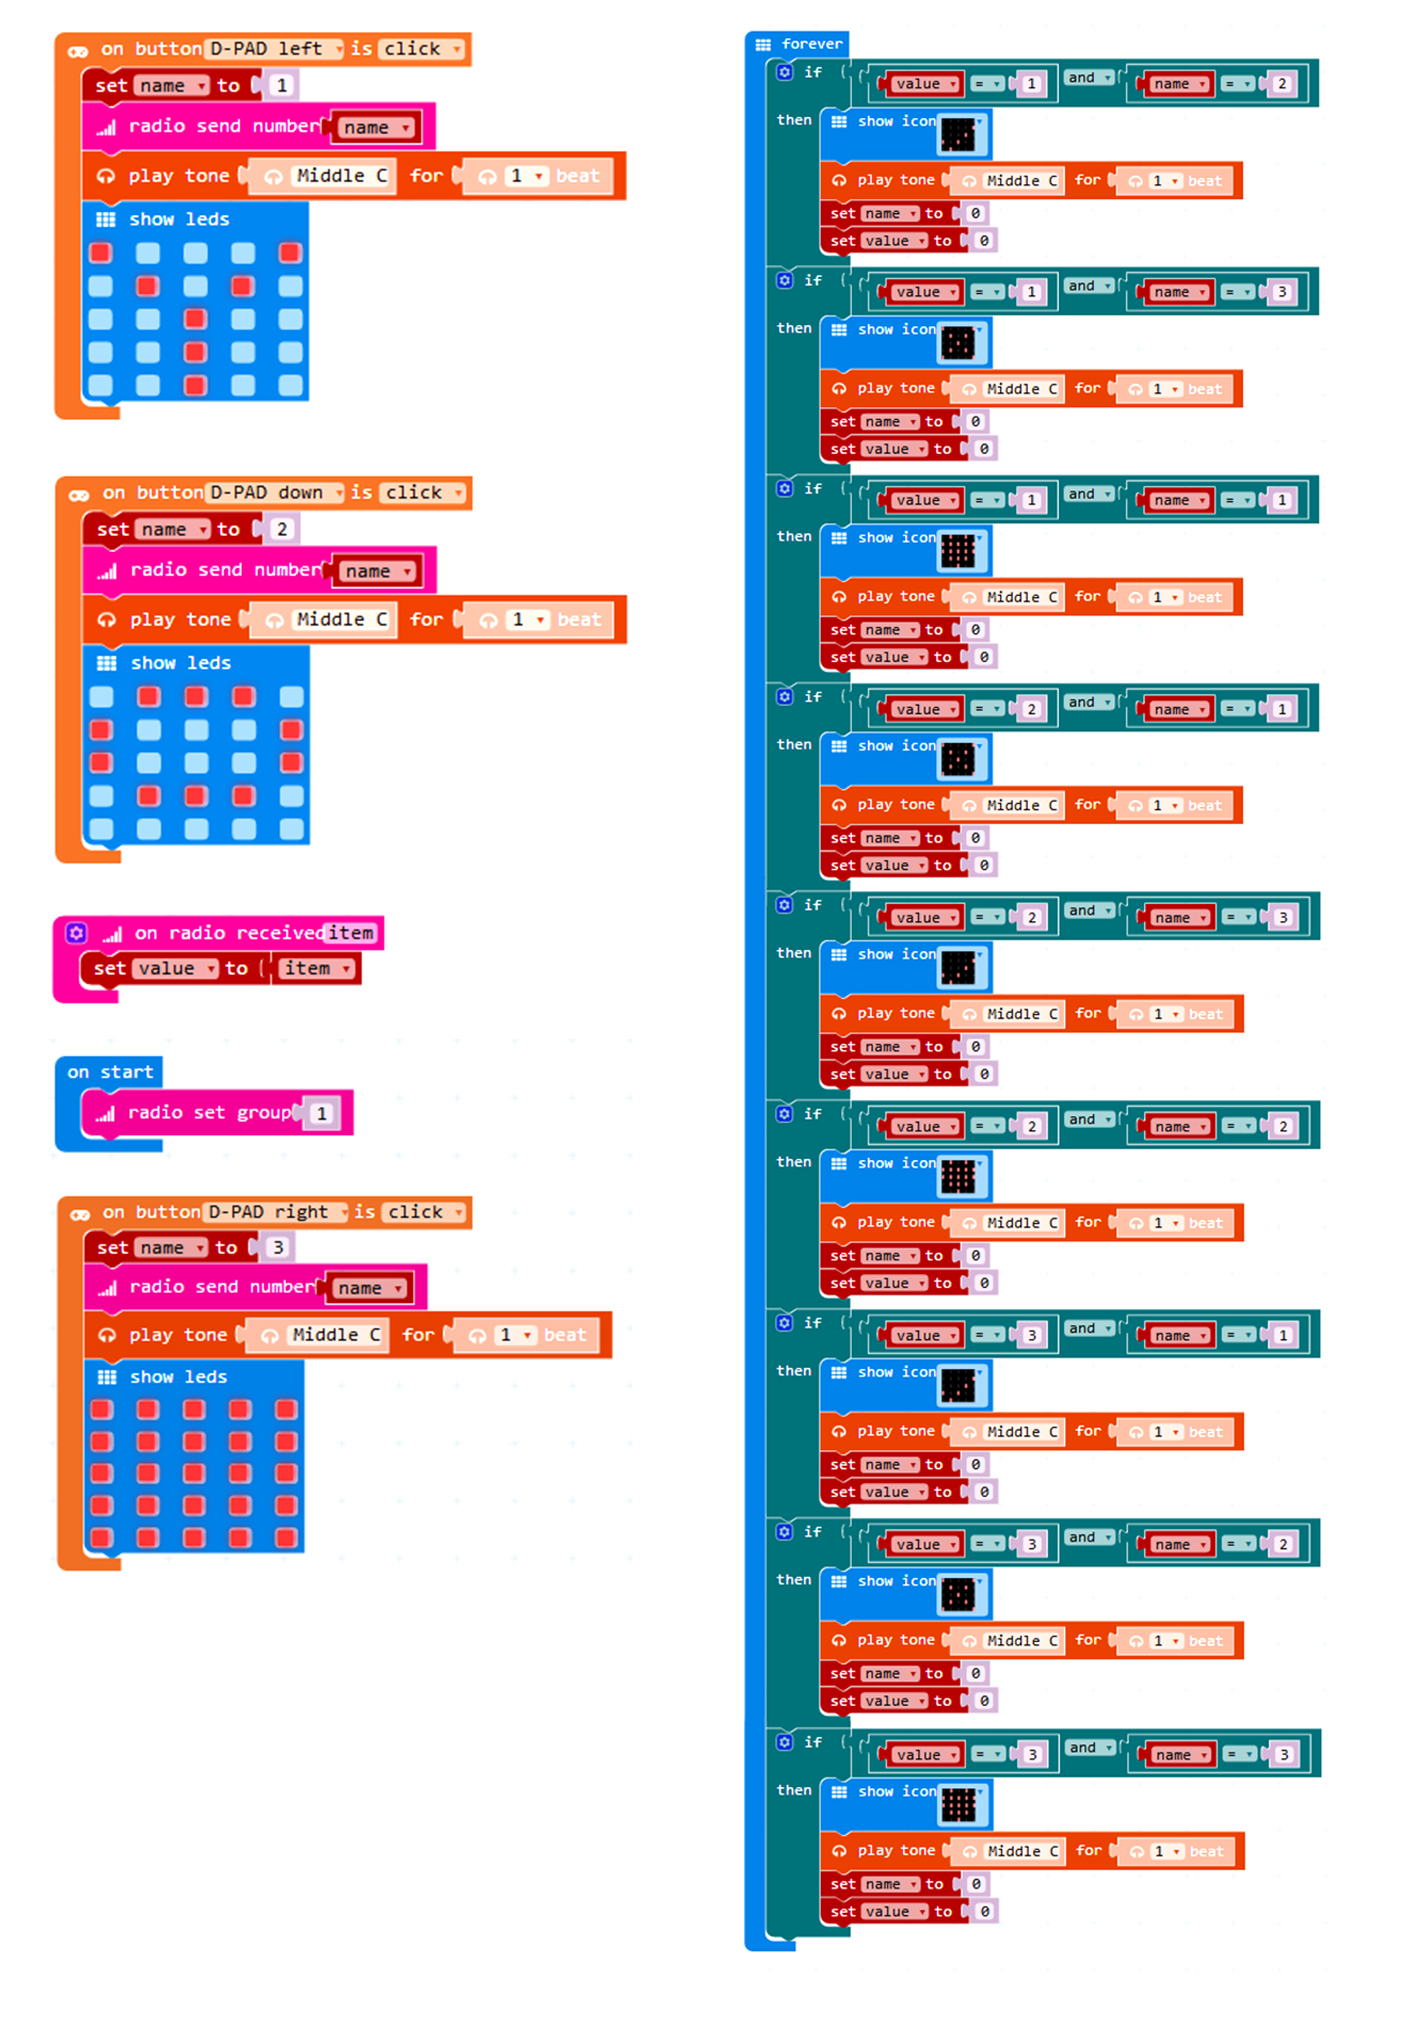 on button D-PAD left is click
set name to 1
radio send number name
play tone Middle C for 1 beat
show leds
on button D-PAD down is click
set name to 2
radio send number name
play tone Middle C for 1 beat
show leds
on radio received item
set value to item
on start
radio set group 1
on button D-PAD right is click
set name to 3
radio send number name
play tone Middle C for 1 beat
show leds
forever
if value = 1 and name = 2
then show icon
play tone Middle C for 1 beat
set name to 0
set value to 0
if value = 1 and name = 3
then show icon
play tone Middle C for 1 beat
set name to 0
set value to 0
if value = 1 and name = 1
then show icon
play tone Middle C for 1 beat
set name to 0
set value to 0
if value = 2 and name = 1
then show icon
play tone Middle C for 1 beat
set name to 0
set value to 0
if value = 2 and name = 3
then show icon
play tone Middle C for 1 beat
set name to 0
set value to 0
if value = 2 and name = 2
then show icon
play tone Middle C for 1 beat
set name to 0
set value to 0
if value = 3 and name = 1
then show icon
play tone Middle C for 1 beat
set name to 0
set value to 0
if value = 3 and name = 2
then show icon
play tone Middle C for 1 beat
set name to 0
set value to 0
if value = 3 and name = 3
then show icon
play tone Middle C for 1 beat
set name to 0
set value to 0